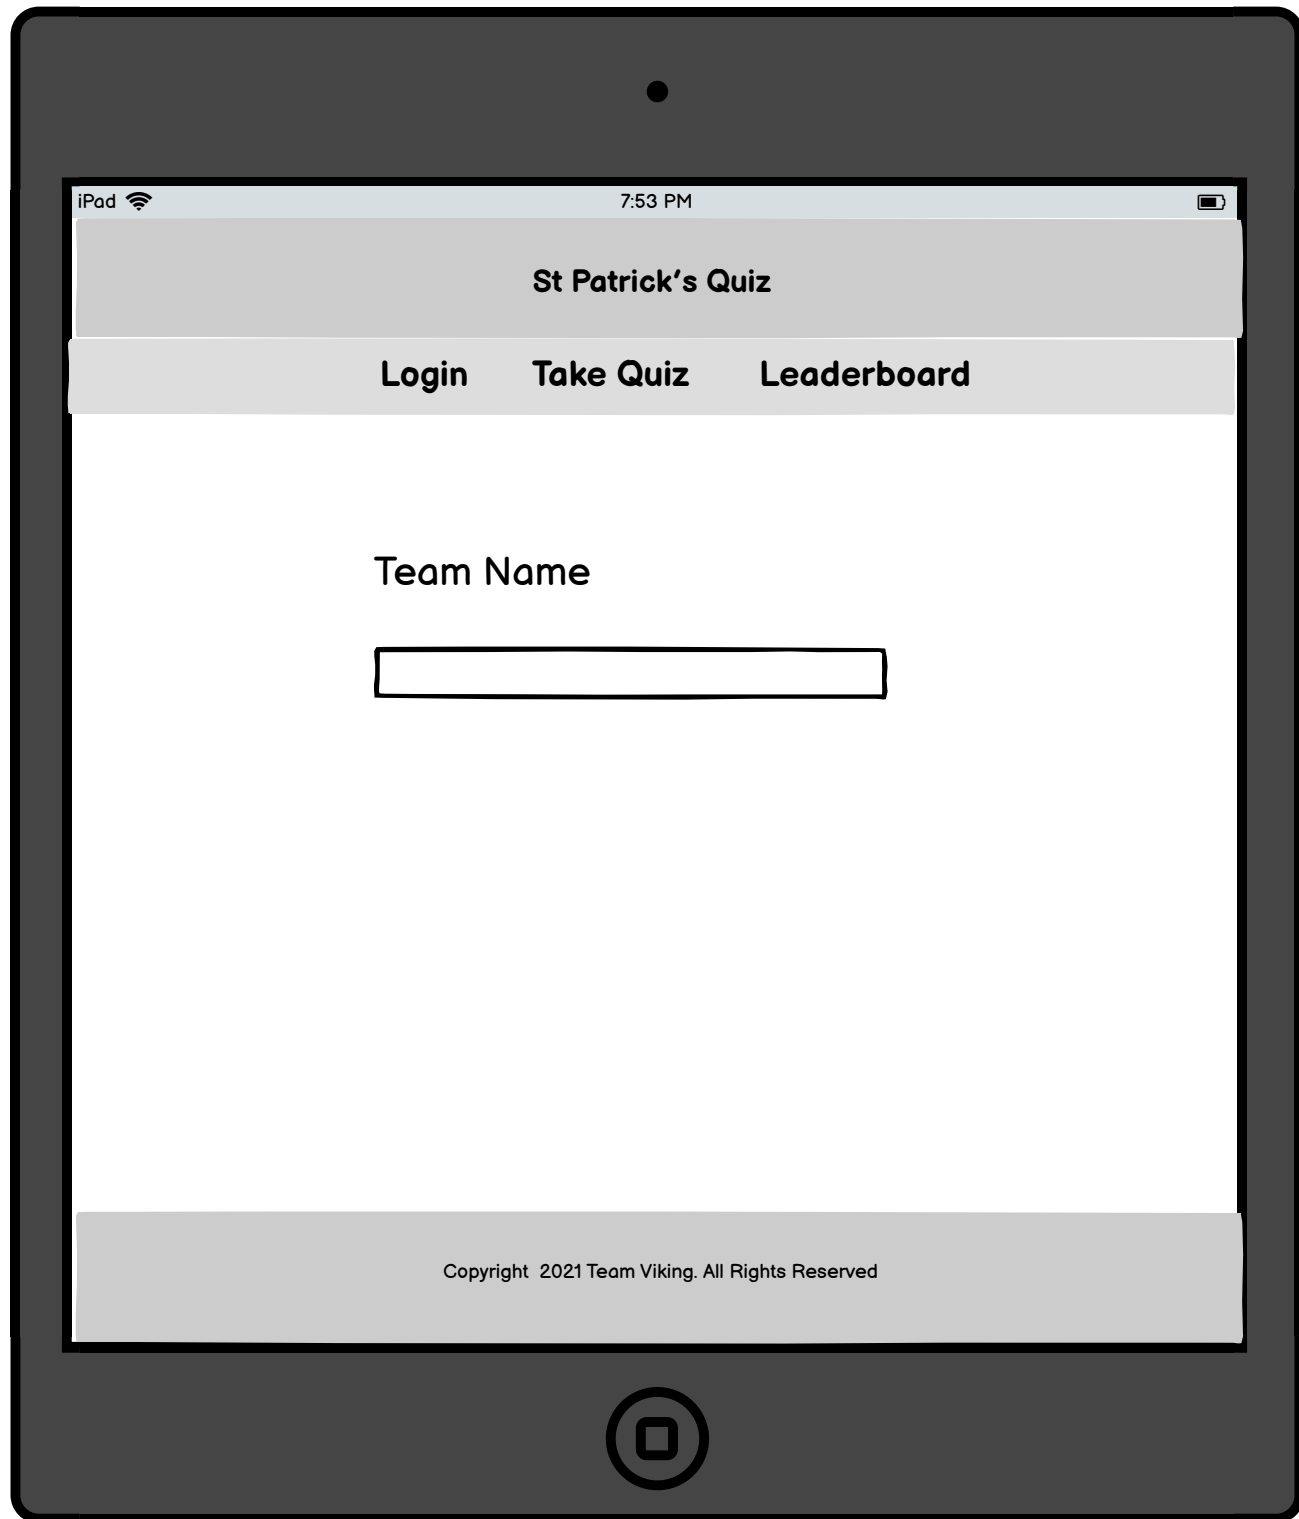 iPad 7:53 PM
St Patrick's Quiz
Login Take Quiz Leaderboard
Team Name
Copyright  2021 Team Viking. All Rights Reserved